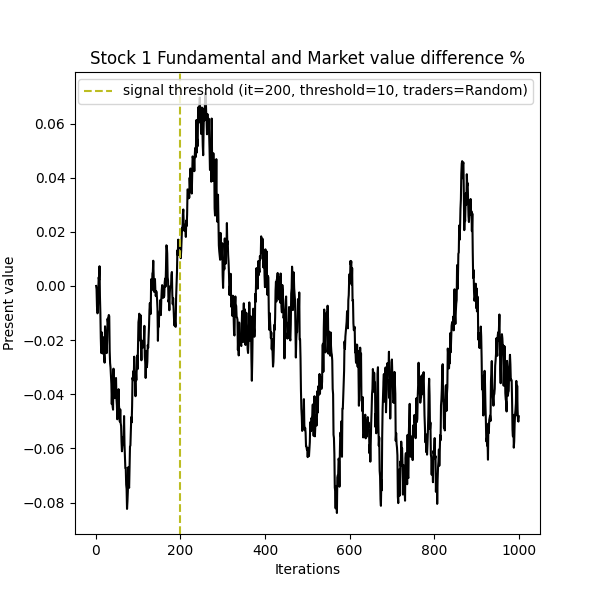 Stock 1 Fundamental and Market value difference %
signal threshold (it=200, threshold=10, traders=Random)
Present value
0.06
0.04
0.02
0.00
−0.02
−0.04
−0.06
−0.08
0 200 400 600 800 1000
Iterations